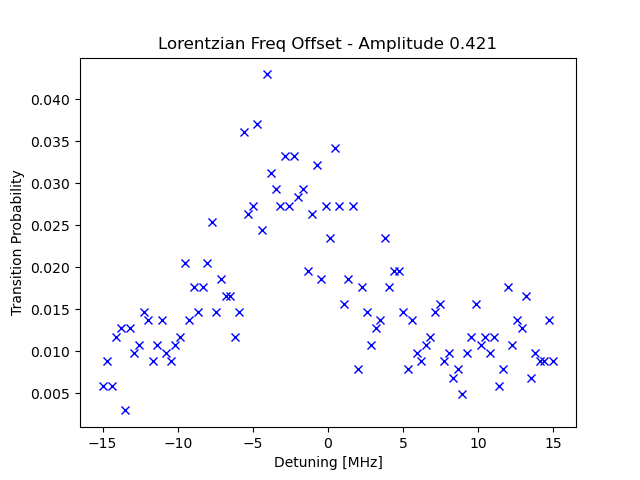 Lorentzian Freq Offset - Amplitude 0.421
Transition Probability
0.040
0.035
0.030
0.025
0.020
0.015
0.010
0.005
−15 −10 −5 0 5 10 15
Detuning [MHz]